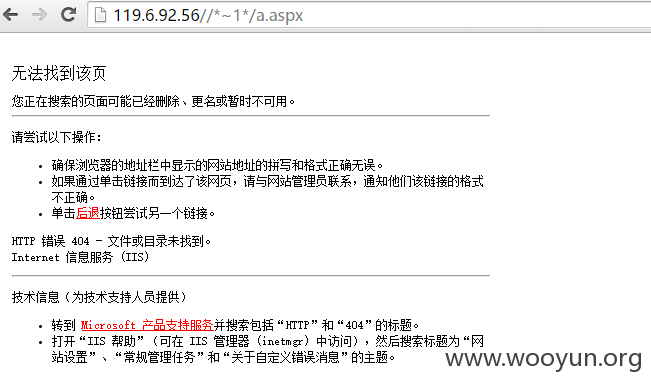 119.6.92.56//*~1*/a.aspx
无法找到该页
您正在搜索的页面可能已经删除、更名或暂时不可用。
请尝试以下操作:
确保浏览器的地址栏中显示的网站地址的拼写和格式正确无误。
如果通过单击链接而到达了该网页，请与网站管理员联系，通知他们该链接的格式
不正确。
单击后退按钮尝试另一个链接。
HTTP 错误 404 - 文件或目录未找到。
Internet 信息服务 (IIS)
技术信息（为技术支持人员提供）
转到 Microsoft 产品支持服务并搜索包括“HTTP”和“404”的标题。
打开“IIS 帮助”（可在 IIS 管理器 (inetmgr) 中访问），然后搜索标题为“网
站设置”、“常规管理任务”和“关于自定义错误消息”的主题。
www.wooyun.org